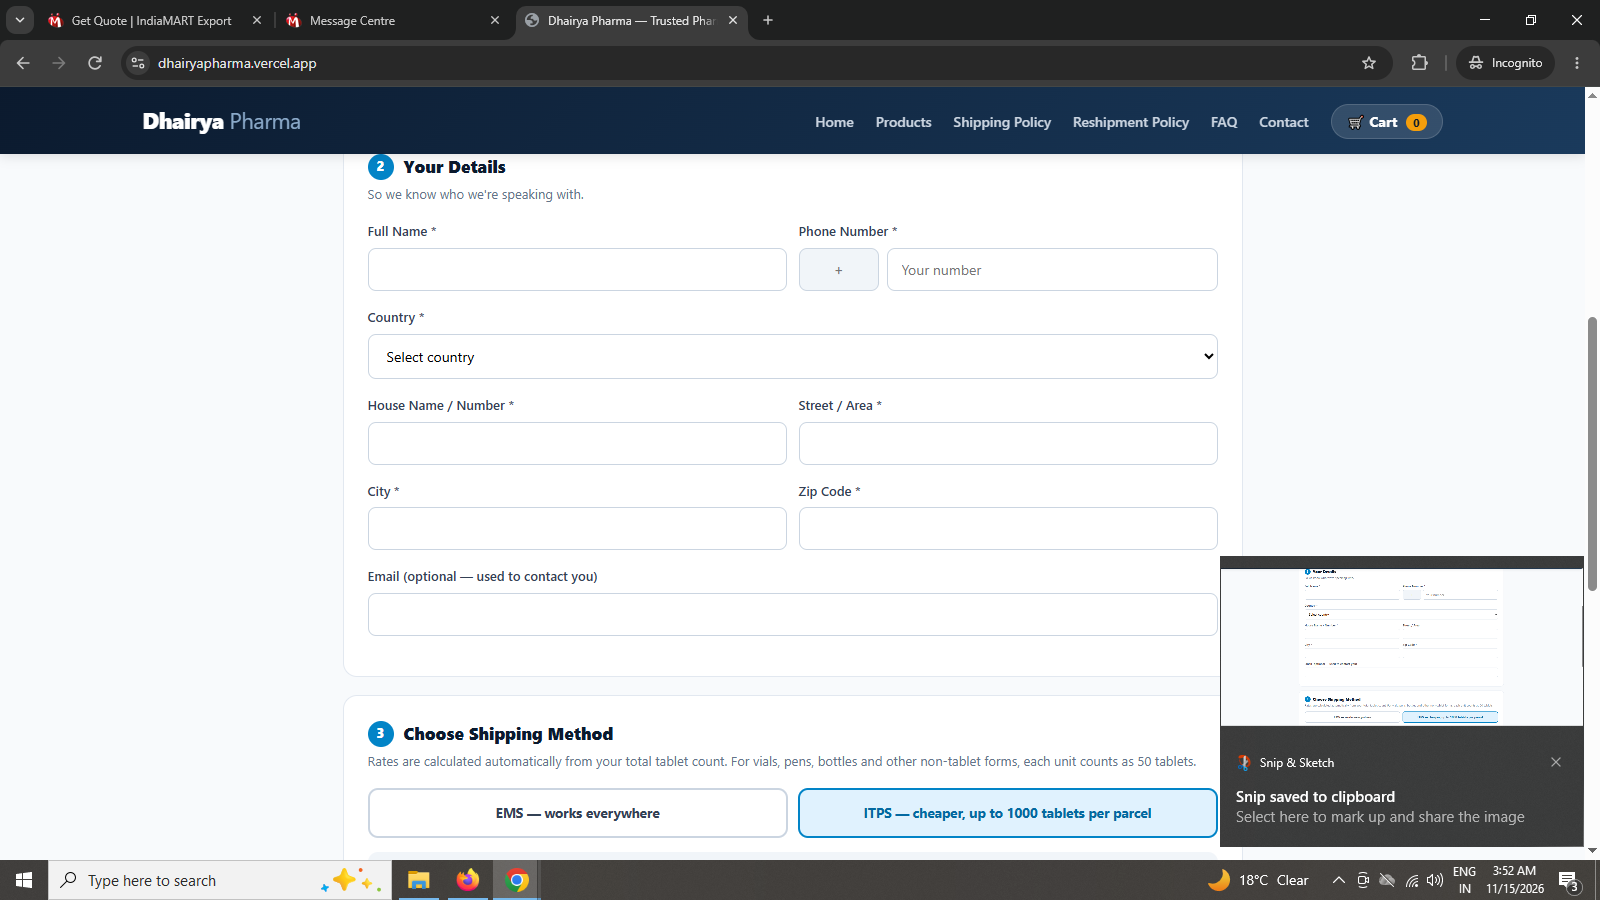 Get Quote | IndiaMART Export
Message Centre
Dhairya Pharma — Trusted Phar
dhairyapharma.vercel.app
Incognito
Dhairya Pharma
Home
Products
Shipping Policy
Reshipment Policy
FAQ
Contact
Cart 0
2 Your Details
So we know who we're speaking with.
Full Name *
Phone Number *
+
Your number
Country *
Select country
House Name / Number *
Street / Area *
City *
Zip Code *
Email (optional — used to contact you)
3 Choose Shipping Method
Rates are calculated automatically from your total tablet count. For vials, pens, bottles and other non-tablet forms, each unit counts as 50 tablets.
EMS — works everywhere
ITPS — cheaper, up to 1000 tablets per parcel
Snip & Sketch
Snip saved to clipboard
Select here to mark up and share the image
Type here to search
18°C Clear
ENG
IN
3:52 AM
11/15/2026
3